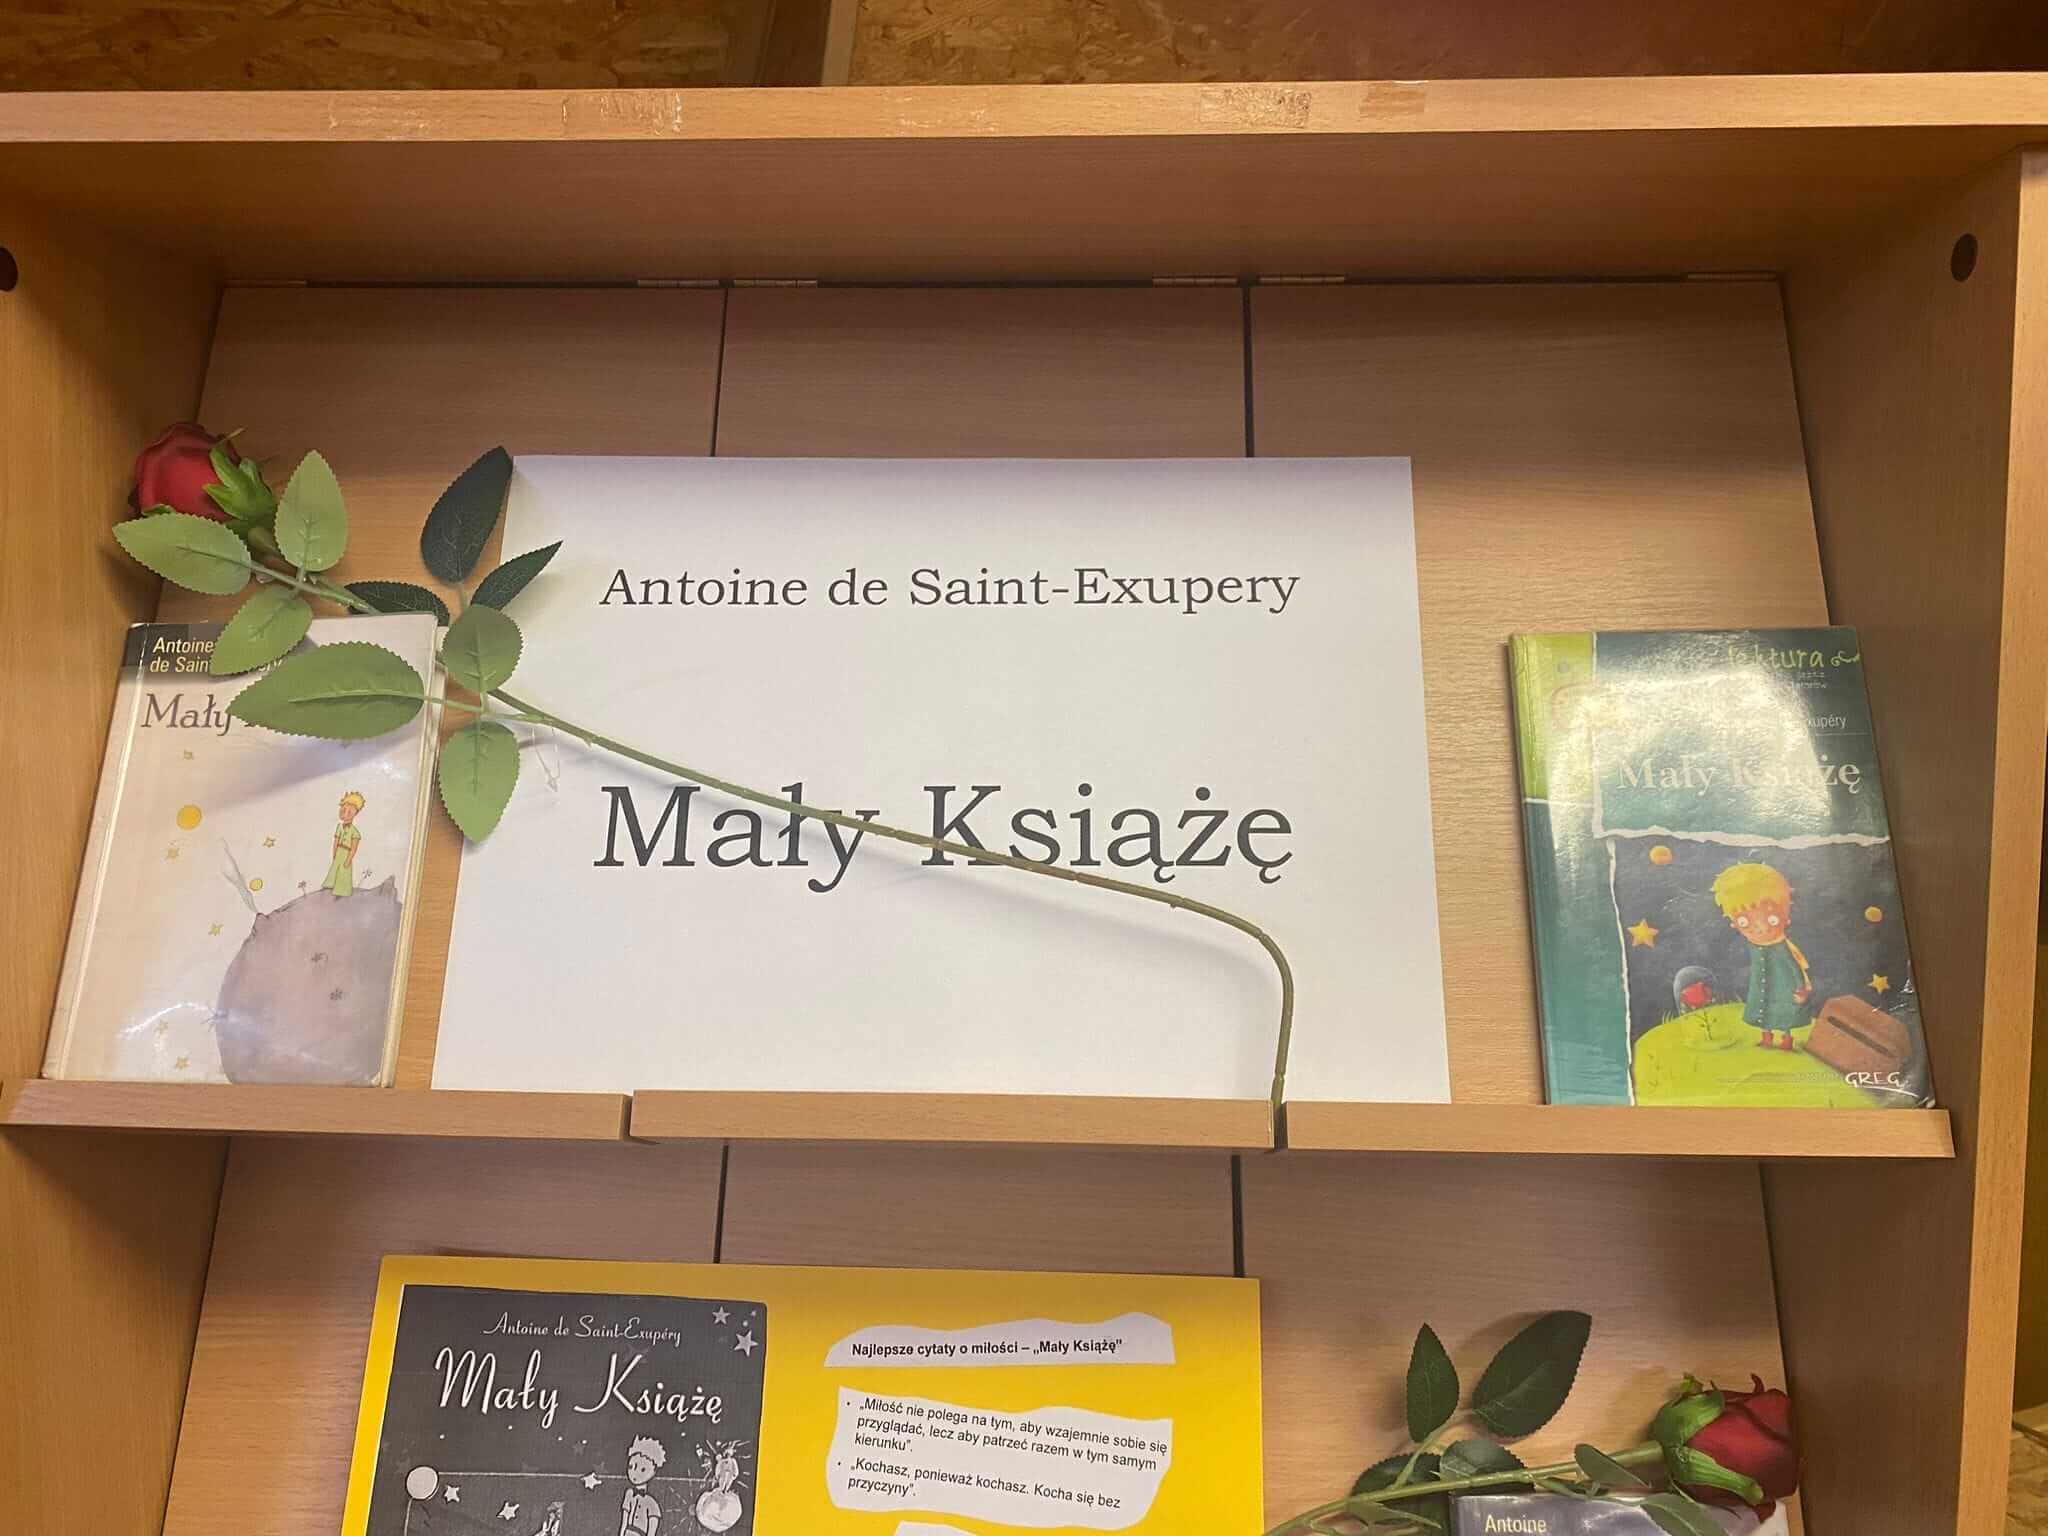 Antoine de Saint-Exupery
Mały Książę
Antoine
de
Mały
lektura
Mały Książę
GREG
Antoine de Saint-Exupéry
Mały Książę
Najlepsze cytaty o miłości – „Mały Książę”
• „Miłość nie polega na tym, aby wzajemnie sobie się
przyglądać, lecz aby patrzeć razem w tym samym
kierunku”.
• „Kochasz, ponieważ kochasz. Kocha się bez
przyczyny”.
Antoine